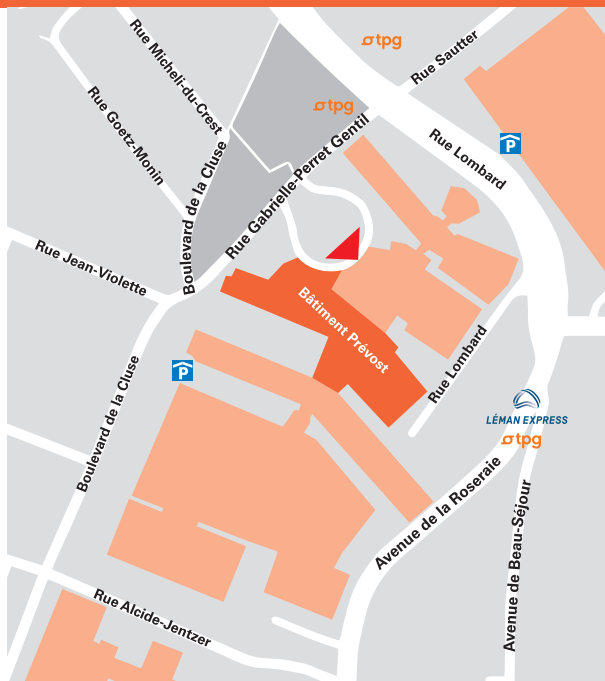 tpg
Rue Sautter
Rue Micheli-du-Crest
Rue Goetz-Monin
tpg
Rue Gabrielle-Perret Gentil
Rue Lombard
P
Boulevard de la Cluse
Rue Jean-Violette
Bâtiment Prévost
Rue Lombard
P
Boulevard de la Cluse
LÉMAN EXPRESS
tpg
Avenue de la Roseraie
Avenue de Beau-Séjour
Rue Alcide-Jentzer